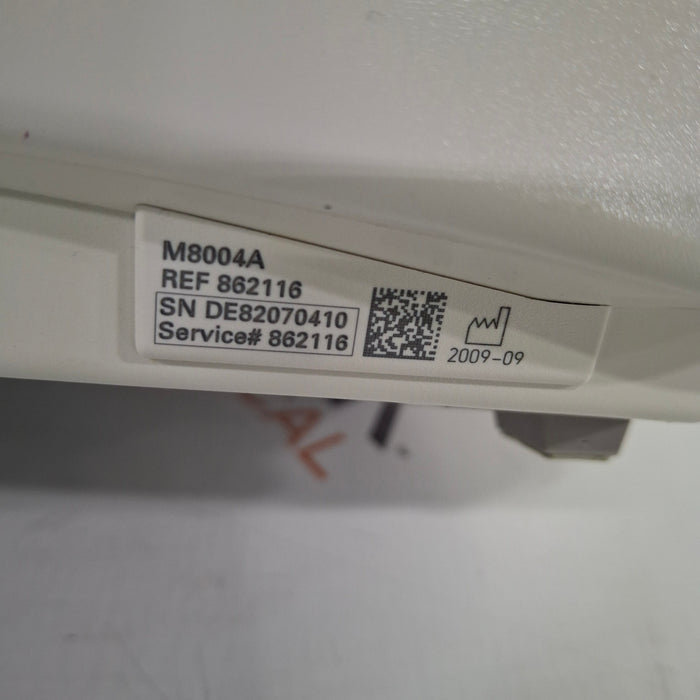 M8004A
REF 862116
SN DE82070410
Service# 862116
2009-09